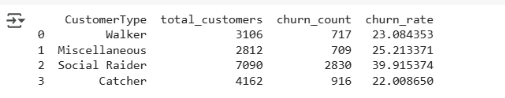 CustomerType total_customers churn_count churn_rate
0 Walker 3106 717 23.084353
1 Miscellaneous 2812 709 25.213371
2 Social Raider 7090 2830 39.915374
3 Catcher 4162 916 22.008650